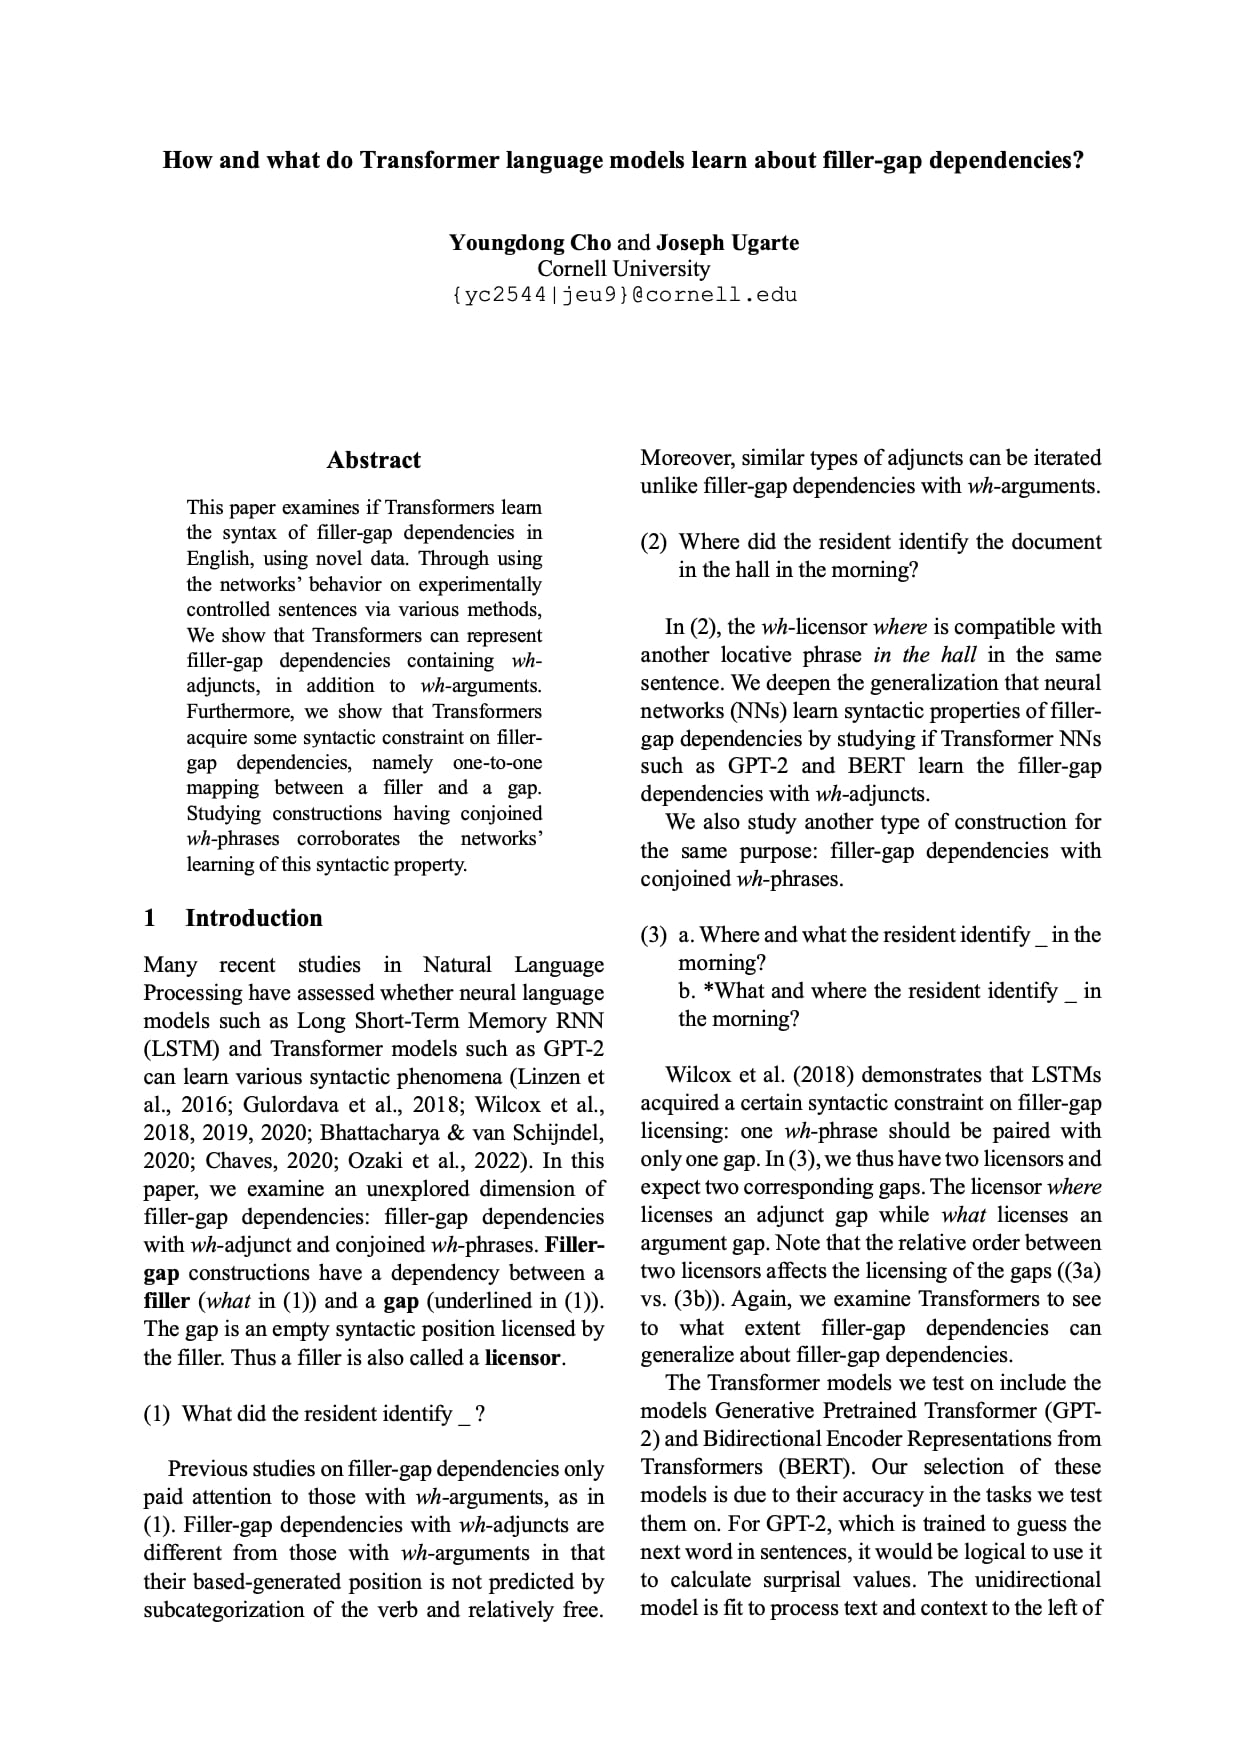 How and what do Transformer language models learn about filler-gap dependencies?
Youngdong Cho and Joseph Ugarte
Cornell University
{yc2544|jeu9}@cornell.edu
Abstract
This paper examines if Transformers learn
the syntax of filler-gap dependencies in
English, using novel data. Through using
the networks’ behavior on experimentally
controlled sentences via various methods,
We show that Transformers can represent
filler-gap dependencies containing wh-
adjuncts, in addition to wh-arguments.
Furthermore, we show that Transformers
acquire some syntactic constraint on filler-
gap dependencies, namely one-to-one
mapping between a filler and a gap.
Studying constructions having conjoined
wh-phrases corroborates the networks’
learning of this syntactic property.
1 Introduction
Many recent studies in Natural Language
Processing have assessed whether neural language
models such as Long Short-Term Memory RNN
(LSTM) and Transformer models such as GPT-2
can learn various syntactic phenomena (Linzen et
al., 2016; Gulordava et al., 2018; Wilcox et al.,
2018, 2019, 2020; Bhattacharya & van Schijndel,
2020; Chaves, 2020; Ozaki et al., 2022). In this
paper, we examine an unexplored dimension of
filler-gap dependencies: filler-gap dependencies
with wh-adjunct and conjoined wh-phrases. Filler-
gap constructions have a dependency between a
filler (what in (1)) and a gap (underlined in (1)).
The gap is an empty syntactic position licensed by
the filler. Thus a filler is also called a licensor.
(1) What did the resident identify _ ?
Previous studies on filler-gap dependencies only
paid attention to those with wh-arguments, as in
(1). Filler-gap dependencies with wh-adjuncts are
different from those with wh-arguments in that
their based-generated position is not predicted by
subcategorization of the verb and relatively free.
Moreover, similar types of adjuncts can be iterated
unlike filler-gap dependencies with wh-arguments.
(2) Where did the resident identify the document
in the hall in the morning?
In (2), the wh-licensor where is compatible with
another locative phrase in the hall in the same
sentence. We deepen the generalization that neural
networks (NNs) learn syntactic properties of filler-
gap dependencies by studying if Transformer NNs
such as GPT-2 and BERT learn the filler-gap
dependencies with wh-adjuncts.
We also study another type of construction for
the same purpose: filler-gap dependencies with
conjoined wh-phrases.
(3) a. Where and what the resident identify _ in the
morning?
b. *What and where the resident identify _ in
the morning?
Wilcox et al. (2018) demonstrates that LSTMs
acquired a certain syntactic constraint on filler-gap
licensing: one wh-phrase should be paired with
only one gap. In (3), we thus have two licensors and
expect two corresponding gaps. The licensor where
licenses an adjunct gap while what licenses an
argument gap. Note that the relative order between
two licensors affects the licensing of the gaps ((3a)
vs. (3b)). Again, we examine Transformers to see
to what extent filler-gap dependencies can
generalize about filler-gap dependencies.
The Transformer models we test on include the
models Generative Pretrained Transformer (GPT-
2) and Bidirectional Encoder Representations from
Transformers (BERT). Our selection of these
models is due to their accuracy in the tasks we test
them on. For GPT-2, which is trained to guess the
next word in sentences, it would be logical to use it
to calculate surprisal values. The unidirectional
model is fit to process text and context to the left of